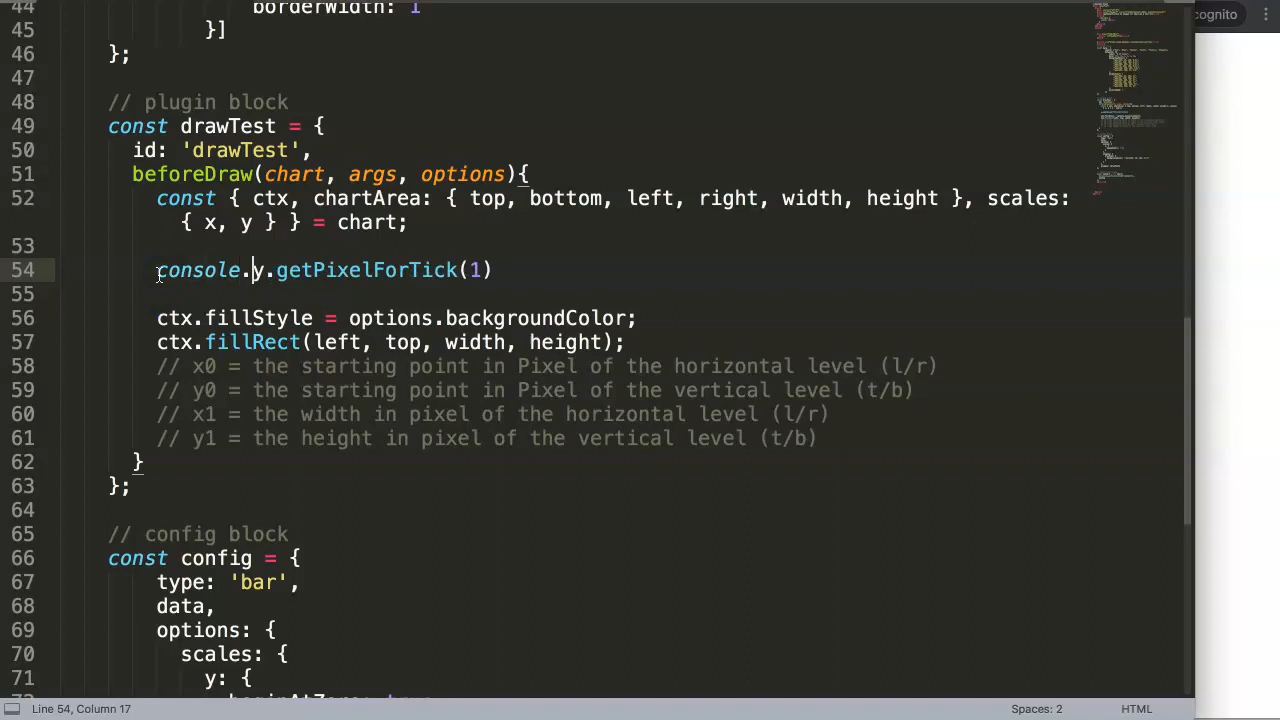 44 borderWidth: 1
cognito
45 }]
46 };
47
48 // plugin block
49 const drawTest = {
50 id: 'drawTest',
51 beforeDraw(chart, args, options){
52 const { ctx, chartArea: { top, bottom, left, right, width, height }, scales:
{ x, y } } = chart;
53
54 console.y.getPixelForTick(1)
55
56 ctx.fillStyle = options.backgroundColor;
57 ctx.fillRect(left, top, width, height);
58 // x0 = the starting point in Pixel of the horizontal level (l/r)
59 // y0 = the starting point in Pixel of the vertical level (t/b)
60 // x1 = the width in pixel of the horizontal level (l/r)
61 // y1 = the height in pixel of the vertical level (t/b)
62 }
63 };
64
65 // config block
66 const config = {
67 type: 'bar',
68 data,
69 options: {
70 scales: {
71 y: {
72 beginAtZero: true
Line 54, Column 17 Spaces: 2 HTML